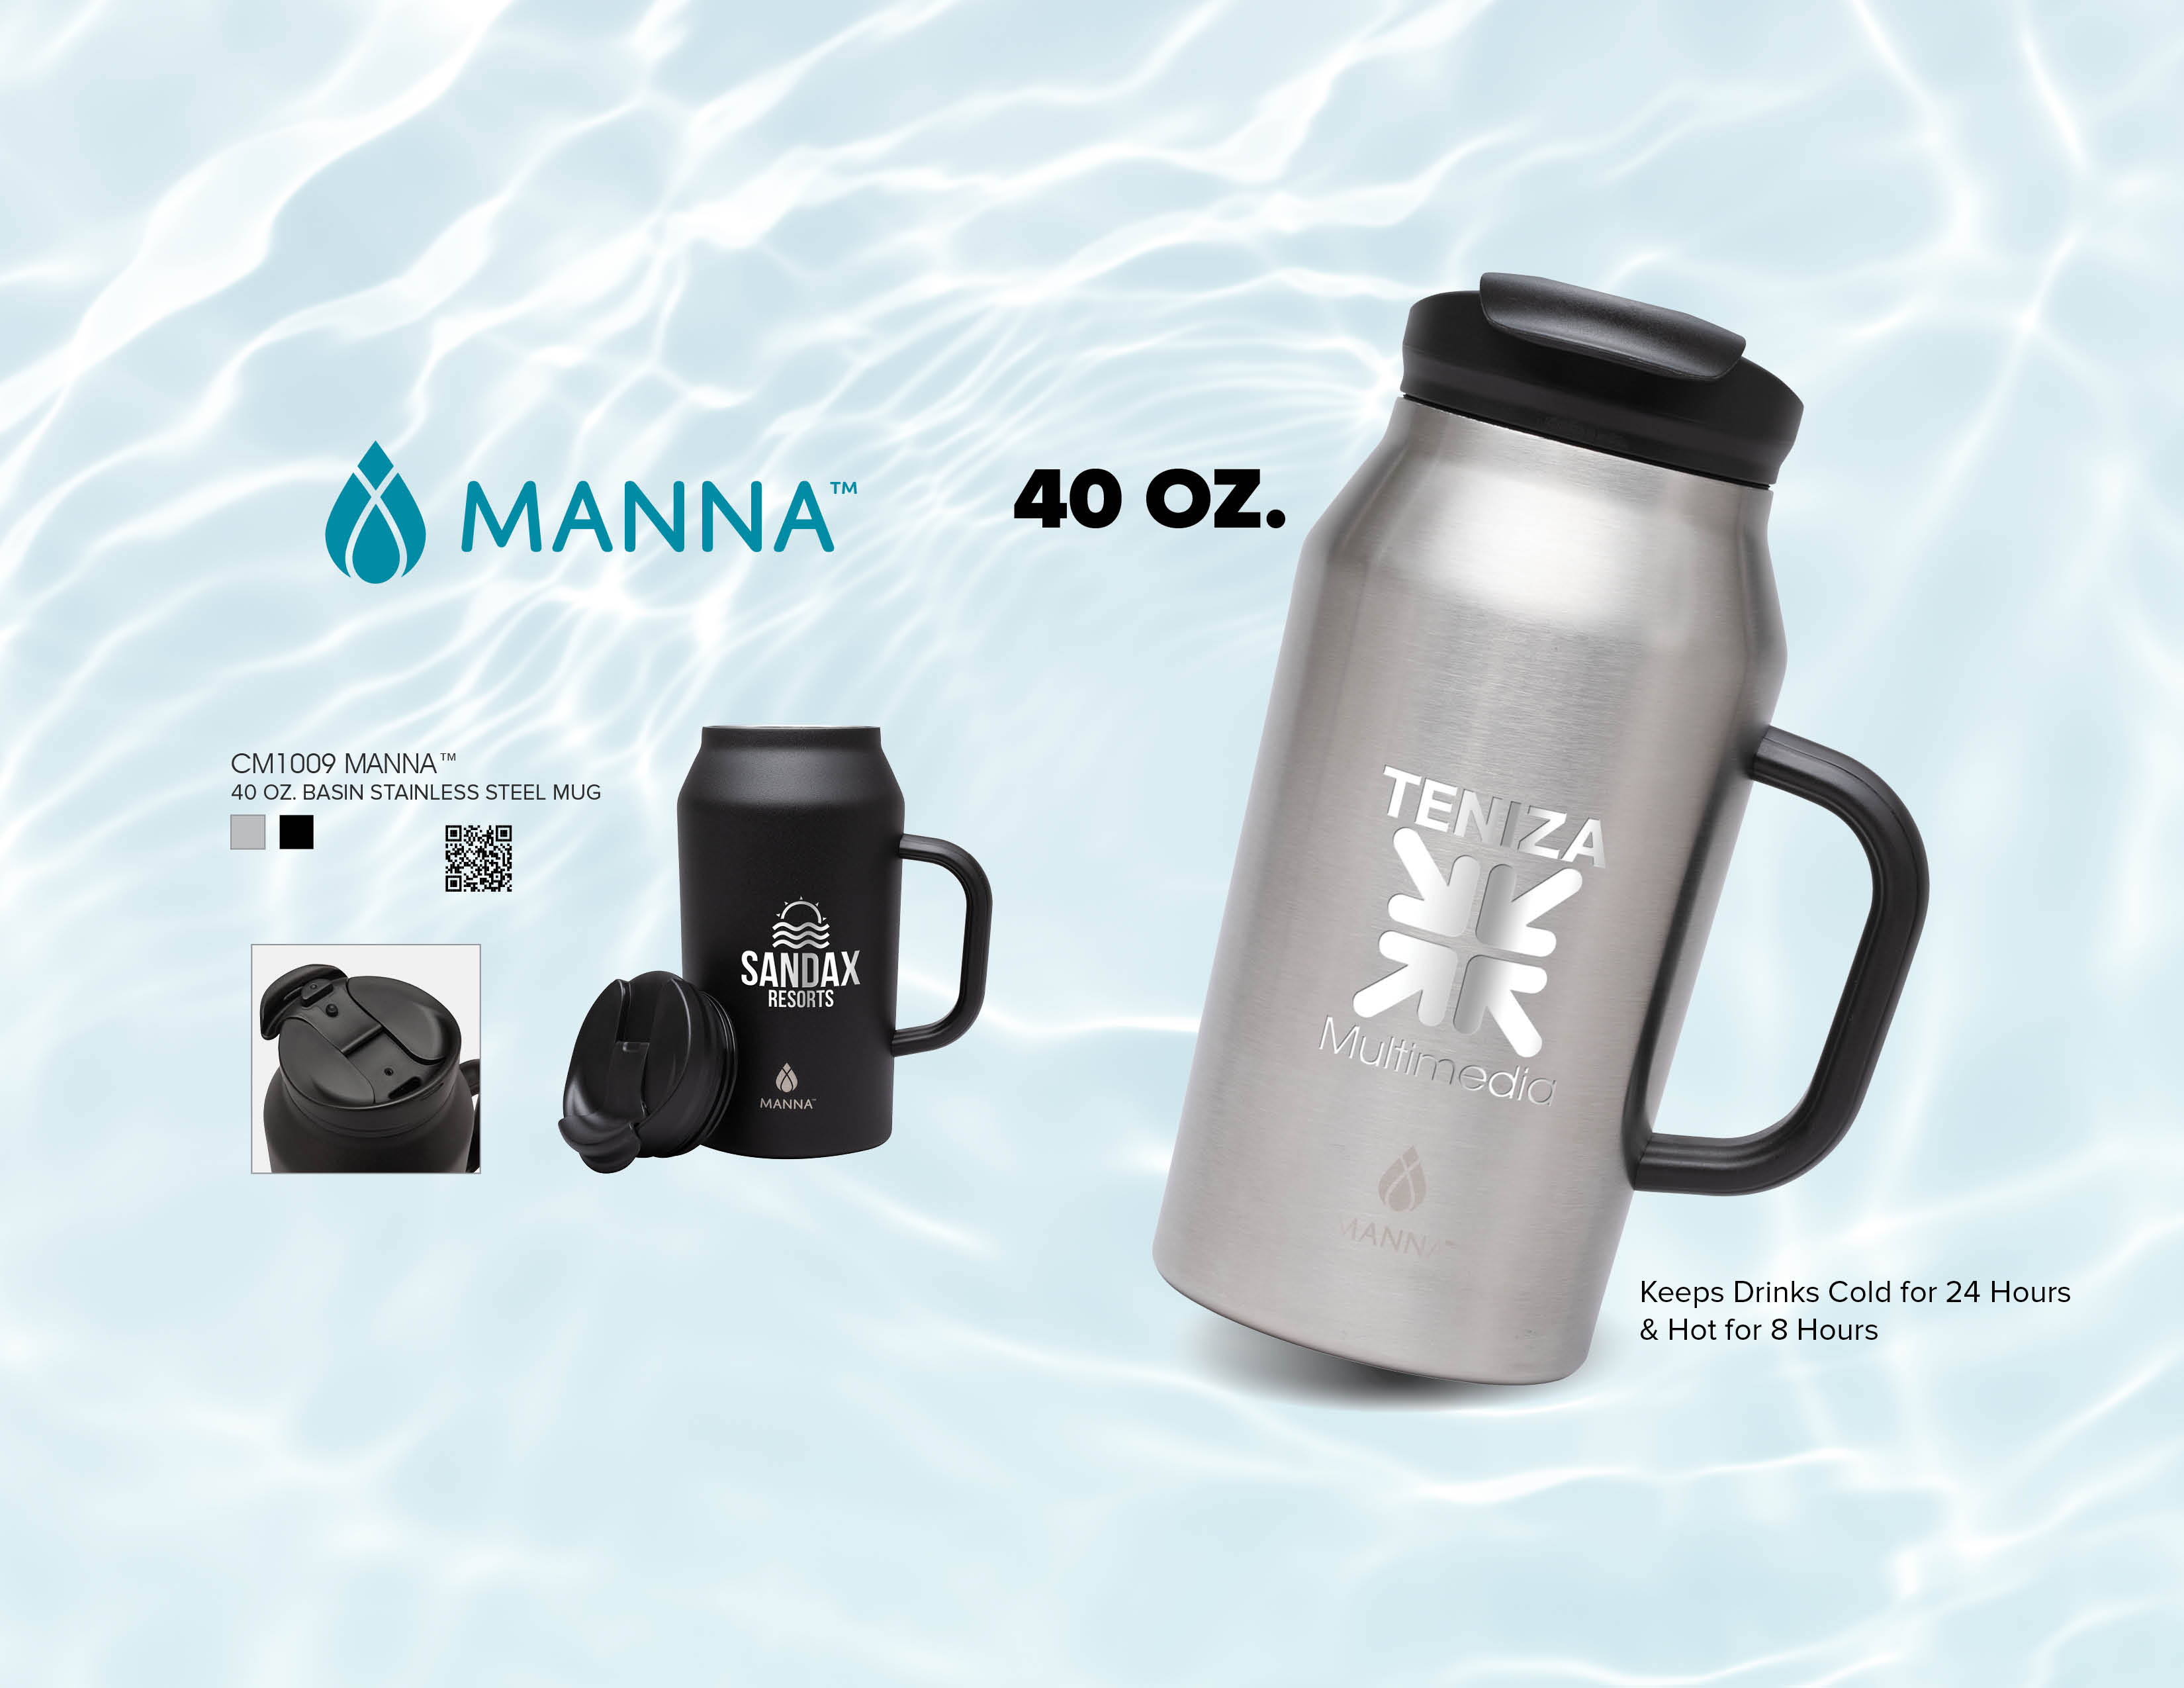 MANNA™
40 OZ.
CM1009 MANNA™
40 OZ. BASIN STAINLESS STEEL MUG
SANDAX
RESORTS
MANNA™
TENIZA
Multimedia
MANNA™
Keeps Drinks Cold for 24 Hours
& Hot for 8 Hours